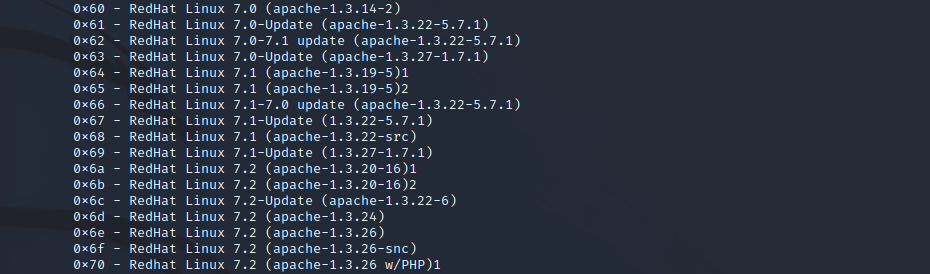 0×60 - RedHat Linux 7.0 (apache-1.3.14-2)
0×61 - RedHat Linux 7.0-Update (apache-1.3.22-5.7.1)
0×62 - RedHat Linux 7.0-7.1 update (apache-1.3.22-5.7.1)
0×63 - RedHat Linux 7.0-Update (apache-1.3.27-1.7.1)
0×64 - RedHat Linux 7.1 (apache-1.3.19-5)1
0×65 - RedHat Linux 7.1 (apache-1.3.19-5)2
0×66 - RedHat Linux 7.1-7.0 update (apache-1.3.22-5.7.1)
0×67 - RedHat Linux 7.1-Update (1.3.22-5.7.1)
0×68 - RedHat Linux 7.1 (apache-1.3.22-src)
0×69 - RedHat Linux 7.1-Update (1.3.27-1.7.1)
0×6a - RedHat Linux 7.2 (apache-1.3.20-16)1
0×6b - RedHat Linux 7.2 (apache-1.3.20-16)2
0×6c - RedHat Linux 7.2-Update (apache-1.3.22-6)
0×6d - RedHat Linux 7.2 (apache-1.3.24)
0×6e - RedHat Linux 7.2 (apache-1.3.26)
0×6f - RedHat Linux 7.2 (apache-1.3.26-snc)
0×70 - RedHat Linux 7.2 (apache-1.3.26 w/PHP)1